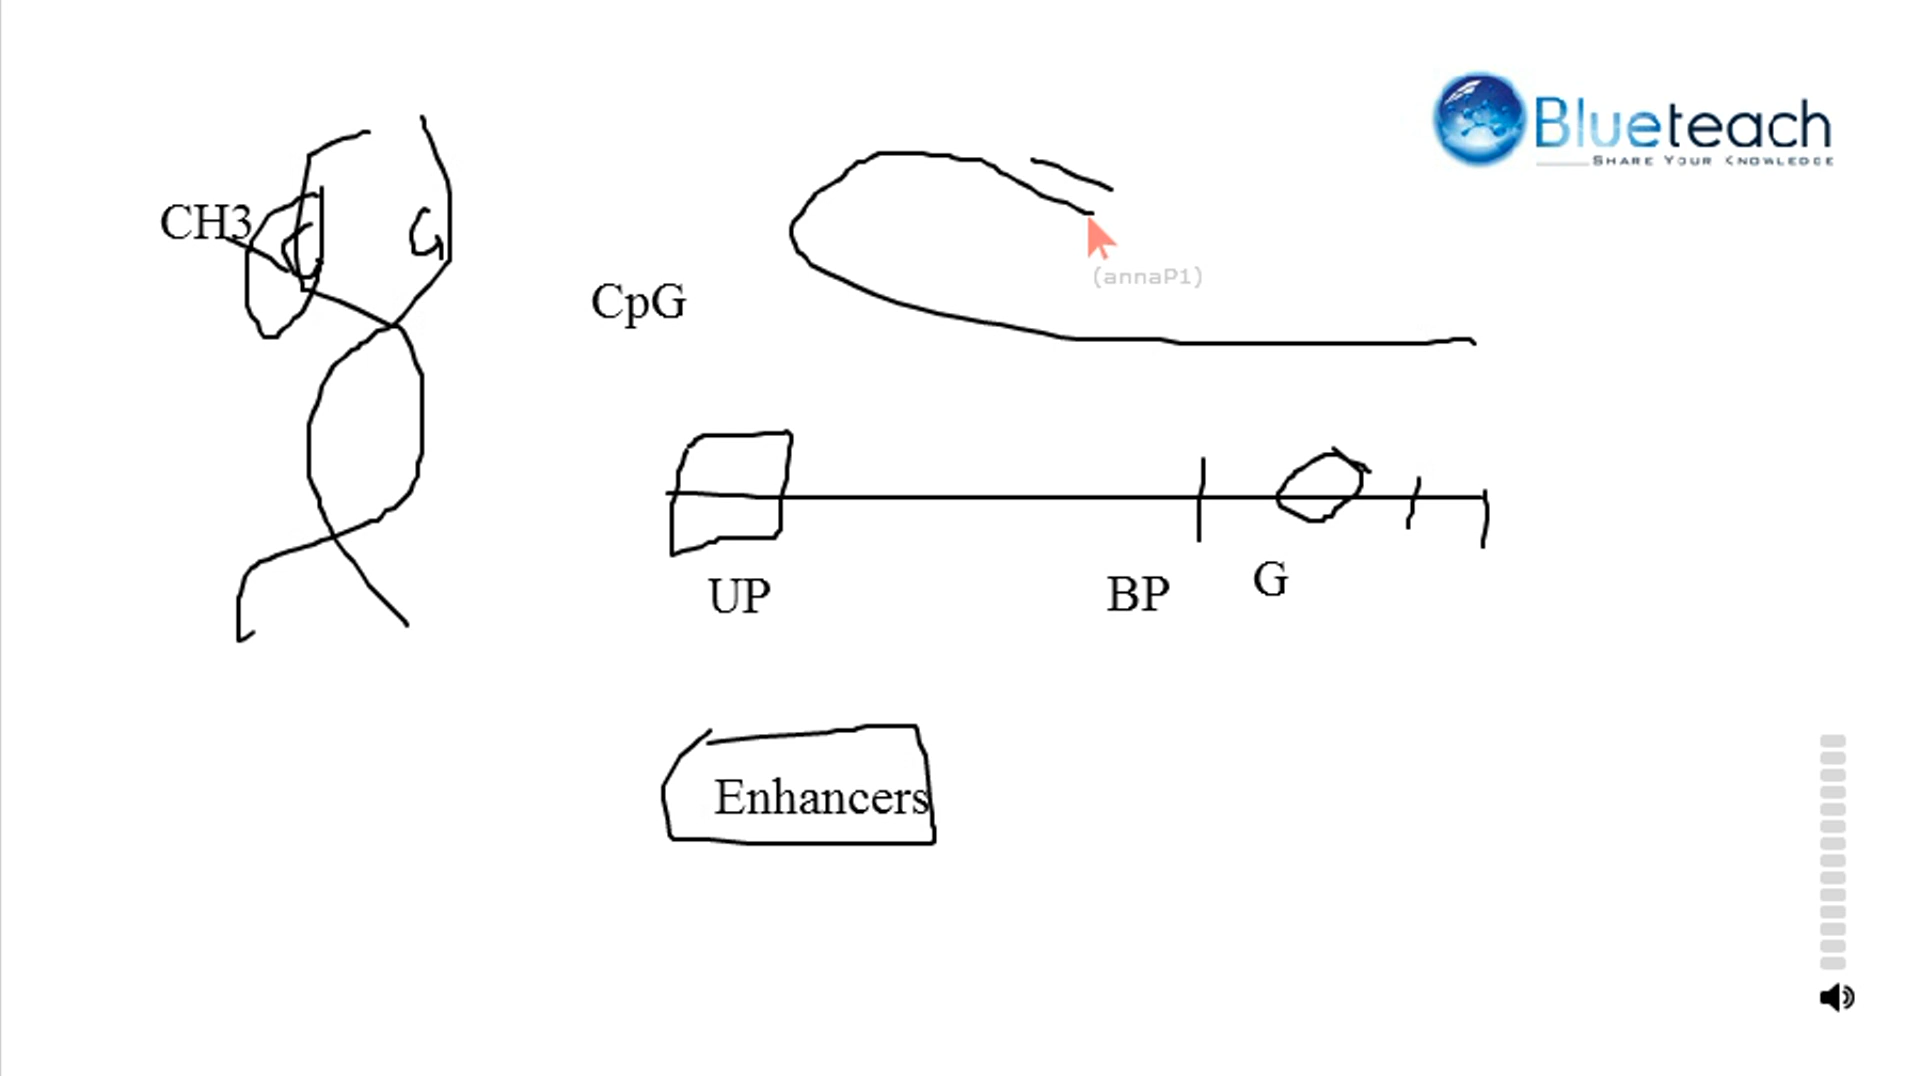 Blueteach
SHARE YOUR KNOWLEDGE
CH3
C
G
(annaP1)
CpG
UP
BP
G
Enhancers